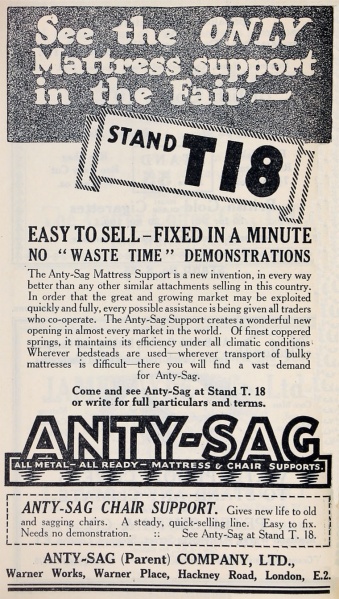 See the ONLY
Mattress support
in the Fair—
STAND T18
EASY TO SELL–FIXED IN A MINUTE
NO "WASTE TIME" DEMONSTRATIONS
The Anty-Sag Mattress Support is a new invention, in every way
better than any other similar attachments selling in this country.
In order that the great and growing market may be exploited
quickly and fully, every possible assistance is being given all traders
who co-operate. The Anty-Sag Support creates a wonderful new
opening in almost every market in the world. Of finest coppered
springs, it maintains its efficiency under all climatic conditions
Wherever bedsteads are used—wherever transport of bulky
mattresses is difficult—there you will find a vast demand
for Anty-Sag.
Come and see Anty-Sag at Stand T. 18
or write for full particulars and terms.
ANTY-SAG
ALL METAL–ALL READY–MATTRESS & CHAIR SUPPORTS.
ANTY-SAG CHAIR SUPPORT. Gives new life to old
and sagging chairs. A steady, quick-selling line. Easy to fix.
Needs no demonstration. :: See Anty-Sag at Stand T. 18.
ANTY-SAG (Parent) COMPANY, LTD.,
Warner Works, Warner Place, Hackney Road, London, E.2.